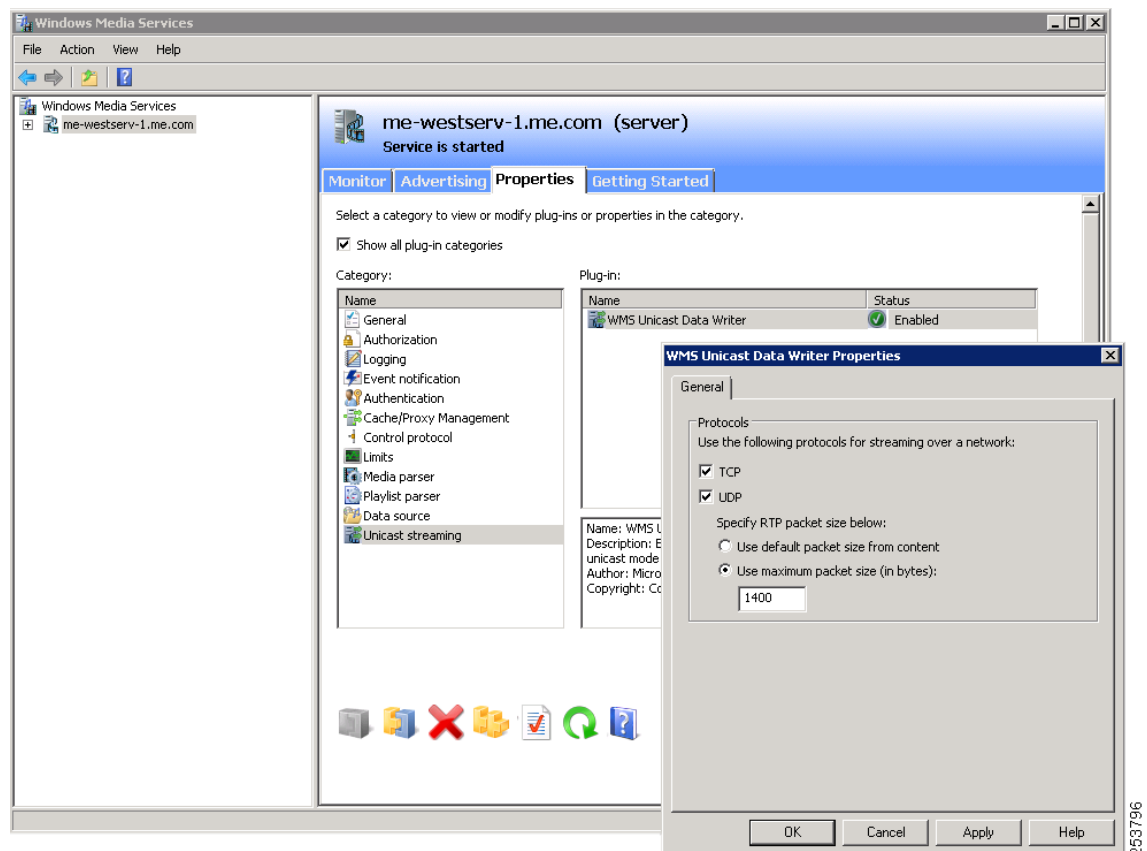 Windows Media Services
File Action View Help
Windows Media Services
me-westserv-1.me.com
me-westserv-1.me.com (server)
Service is started
Monitor Advertising Properties Getting Started
Select a category to view or modify plug-ins or properties in the category.
Show all plug-in categories
Category:
Name
General
Authorization
Logging
Event notification
Authentication
Cache/Proxy Management
Control protocol
Limits
Media parser
Playlist parser
Data source
Unicast streaming
Plug-in:
Name Status
WMS Unicast Data Writer Enabled
Name: WMS
Description:
unicast mode
Author:
Copyright:
WMS Unicast Data Writer Properties
General
Protocols
Use the following protocols for streaming over a network:
TCP
UDP
Specify RTP packet size below:
Use default packet size from content
Use maximum packet size (in bytes):
1400
OK Cancel Apply Help
253796